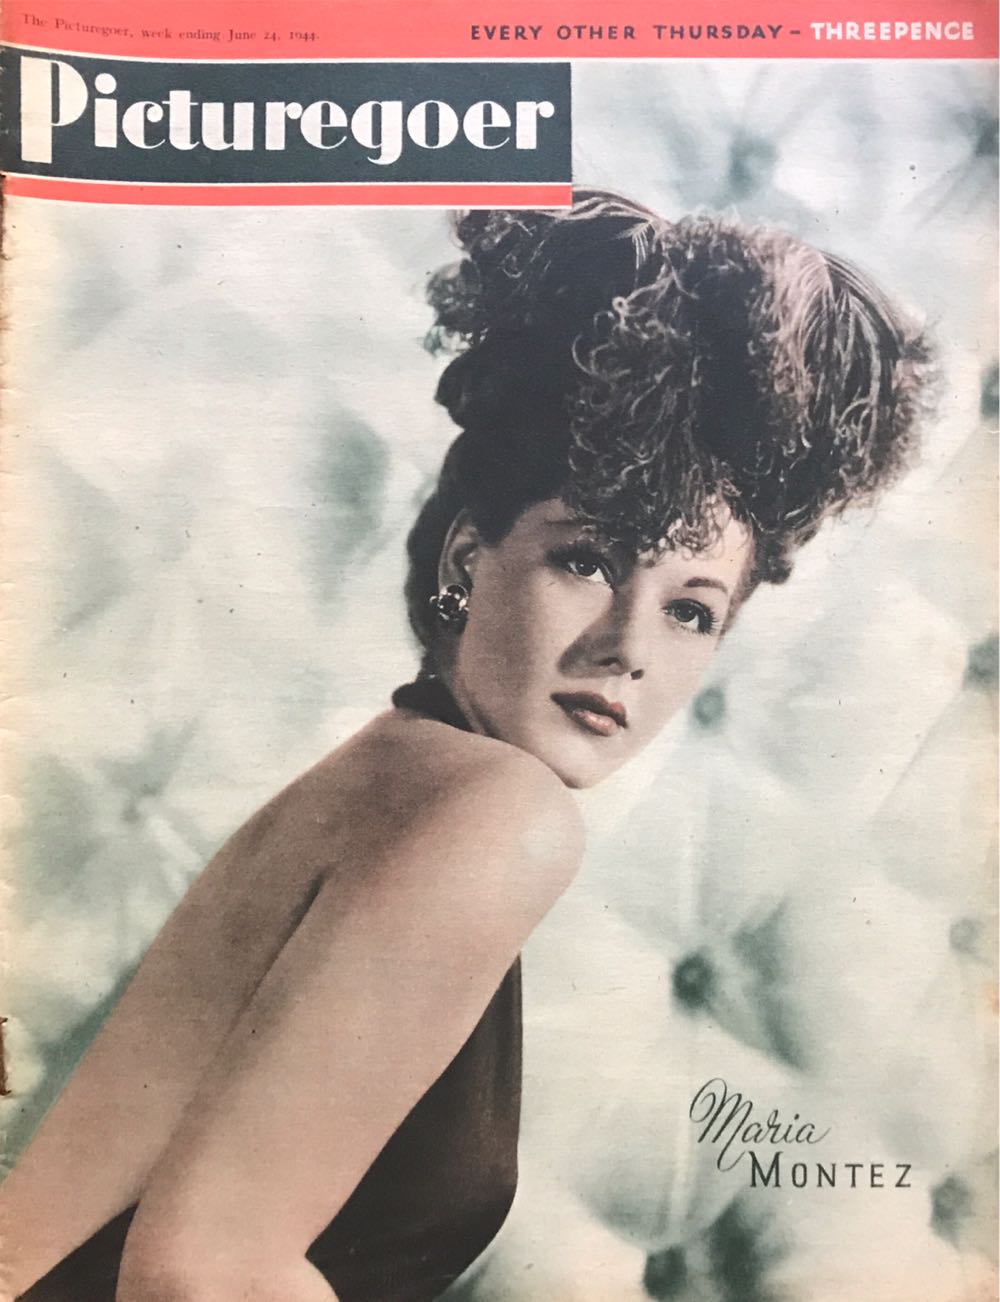 The Picturegoer, week ending June 24, 1944.
EVERY OTHER THURSDAY – THREEPENCE
Picturegoer
Maria
MONTEZ